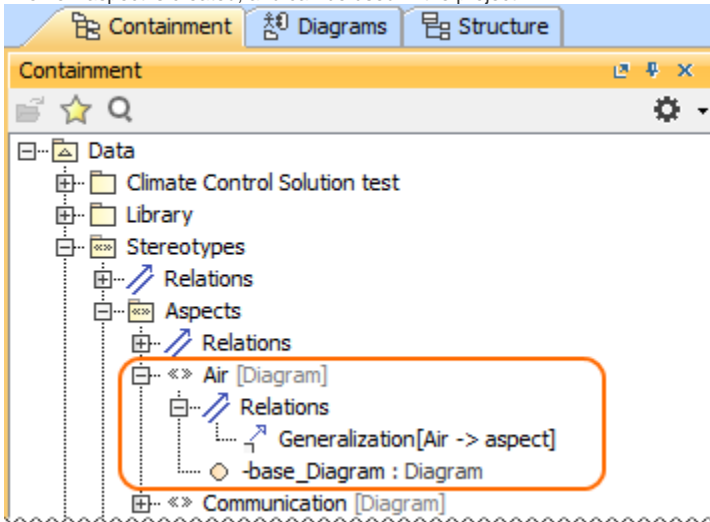 Containment Diagrams Structure
Containment
Data
Climate Control Solution test
Library
Stereotypes
Relations
Aspects
Relations
«» Air [Diagram]
Relations
Generalization[Air -> aspect]
-base_Diagram : Diagram
«» Communication [Diagram]